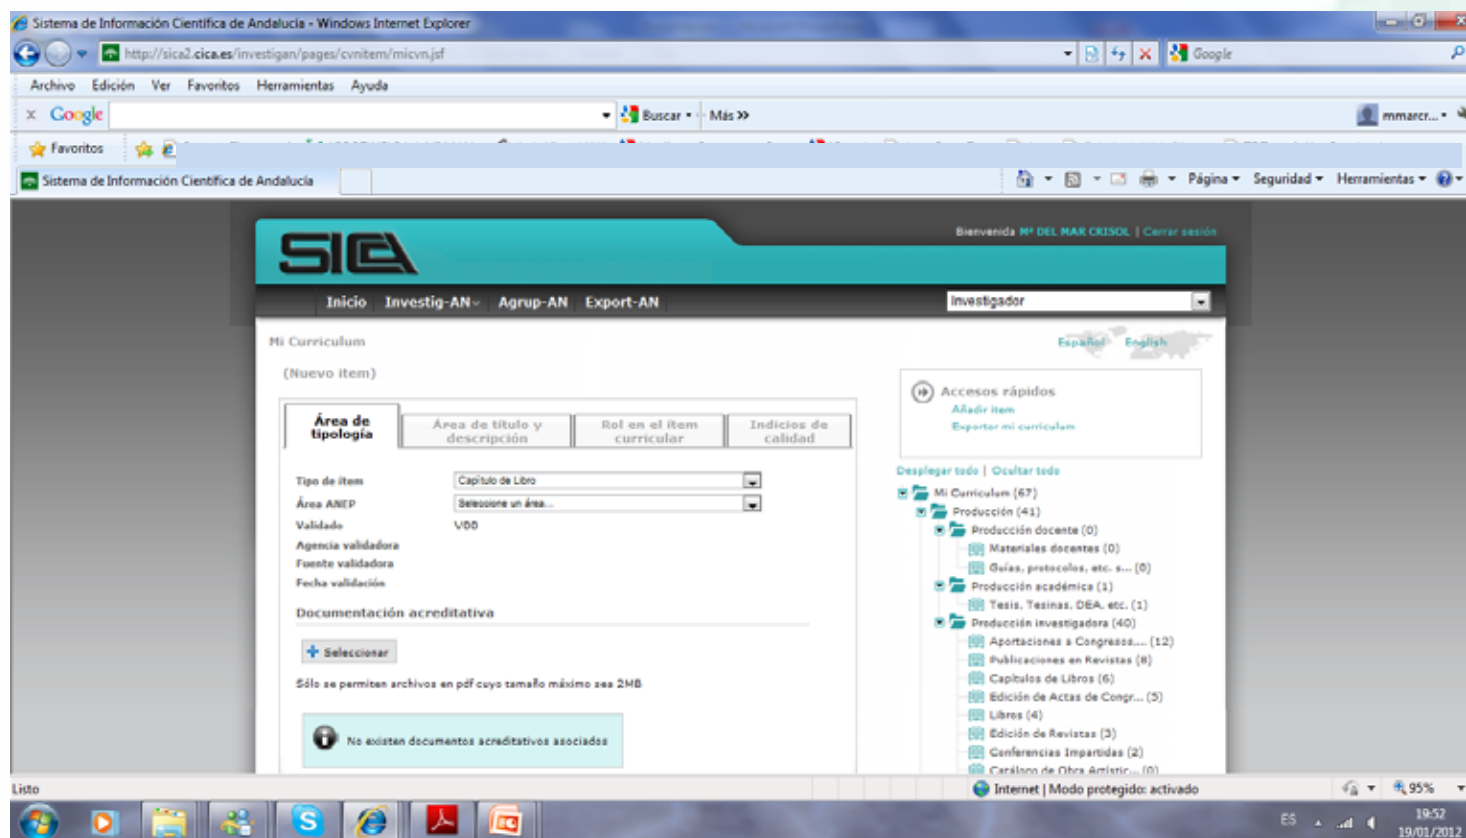 Sistema de Información Científica de Andalucía - Windows Internet Explorer
http://sica2.cica.es/investigan/pages/cvnitem/micvn.jsf
Google
Archivo Edición Ver Favoritos Herramientas Ayuda
x Google
Buscar
Más >>
mmarcr...
Favoritos
Sistema de Información Científica de Andalucía
Página Seguridad Herramientas
SICA
Bienvenida Mª DEL MAR CRISOL | Cerrar sesión
Inicio Investig-AN Agrup-AN Export-AN
Investigador
Mi Curriculum
Español English
(Nuevo item)
Accesos rápidos
Añadir item
Exportar mi curriculum
Área de tipología
Área de título y descripción
Rol en el ítem curricular
Indicios de calidad
Desplegar todo | Ocultar todo
Tipo de ítem
Capítulo de Libro
Área ANEP
Seleccione un área...
Validado
Agencia validadora
Fuente validadora
Fecha validación
Documentación acreditativa
+ Seleccionar
Sólo se permiten archivos en pdf cuyo tamaño máximo sea 2MB
No existen documentos acreditativos asociados
Mi Curriculum (67)
Producción (41)
Producción docente (0)
Materiales docentes (0)
Guías, protocolos, etc. s... (0)
Producción académica (1)
Tesis, Tesinas, DEA, etc. (1)
Producción investigadora (40)
Aportaciones a Congresos.... (12)
Publicaciones en Revistas (8)
Capítulos de Libros (6)
Edición de Actas de Congr... (5)
Libros (4)
Edición de Revistas (3)
Conferencias Impartidas (2)
Catálogo de Obra Artístic... (0)
Listo
Internet | Modo protegido: activado
95%
ES
19:52
19/01/2012